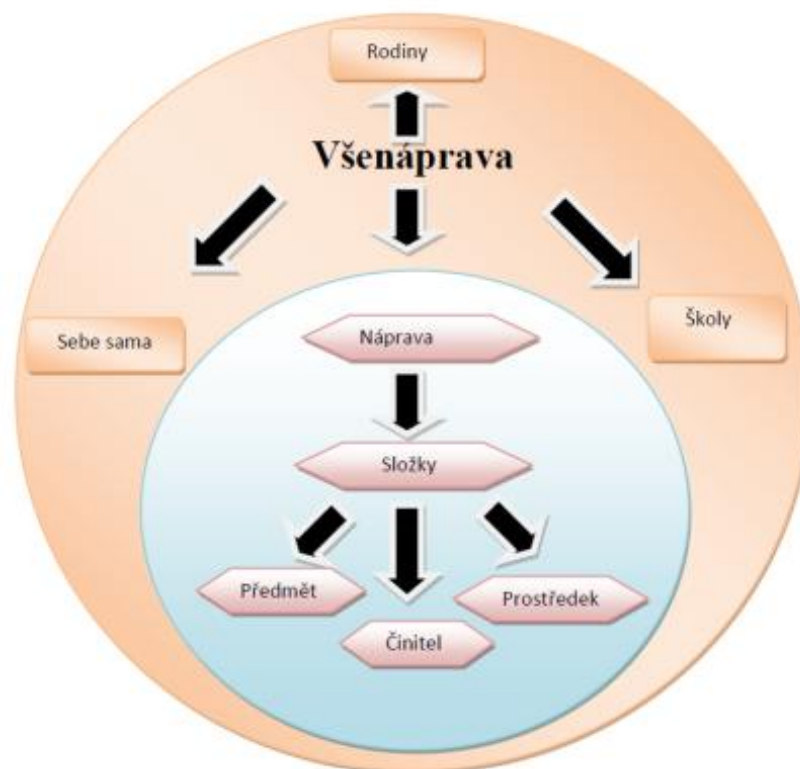 Rodiny
Všenáprava
Sebe sama
Školy
Náprava
Složky
Předmět
Prostředek
Činitel